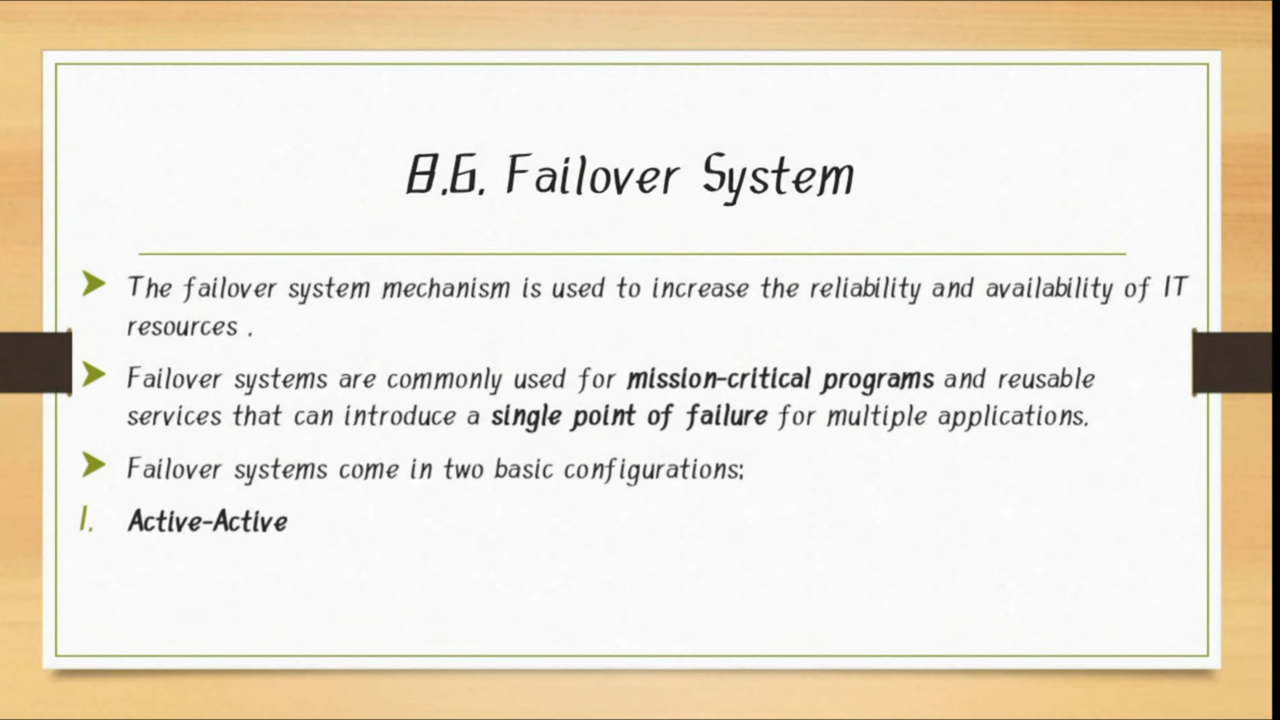 8.6. Failover System
➤ The failover system mechanism is used to increase the reliability and availability of IT
resources .
➤ Failover systems are commonly used for mission-critical programs and reusable
services that can introduce a single point of failure for multiple applications.
➤ Failover systems come in two basic configurations:
1. Active-Active